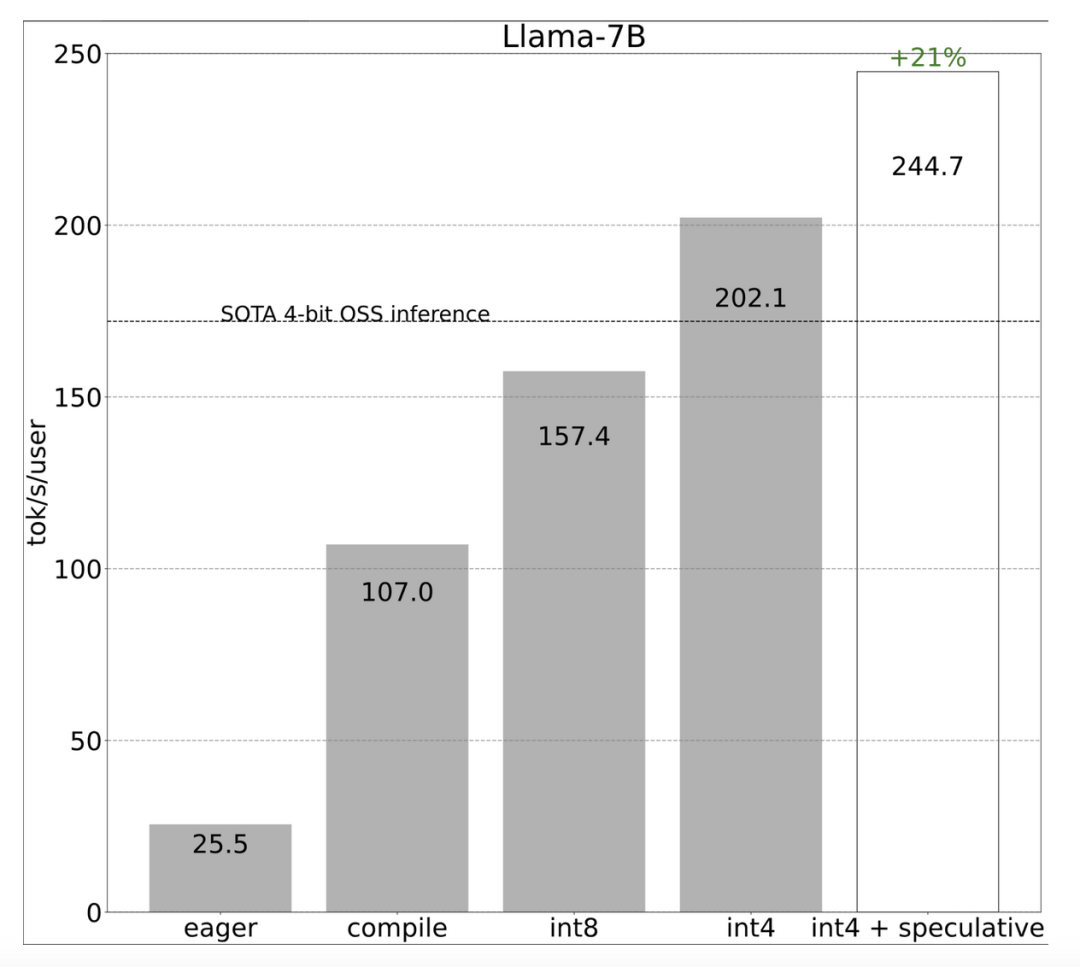 Llama-7B
+21%
250
244.7
200
202.1
SOTA 4-bit OSS inference
150
157.4
tok/s/user
100
107.0
50
25.5
0
eager
compile
int8
int4
int4 + speculative